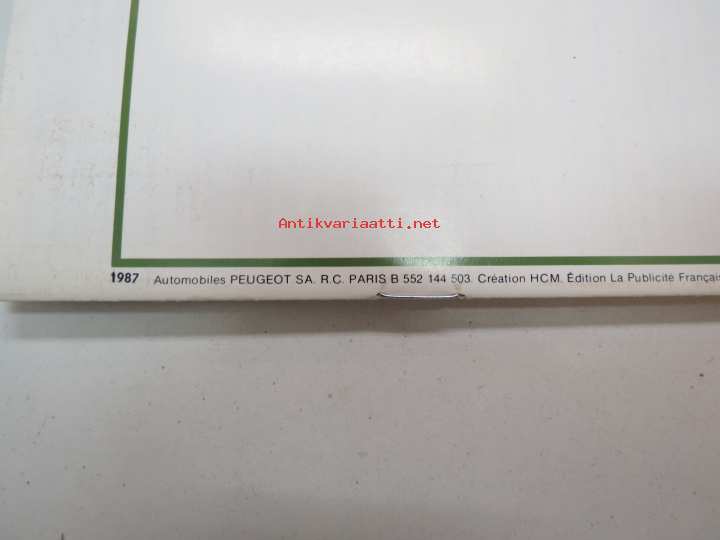 Antikvariaatti.net
1987 Automobiles PEUGEOT SA. R.C. PARIS B 552 144 503. Création HCM. Édition La Publicité Français